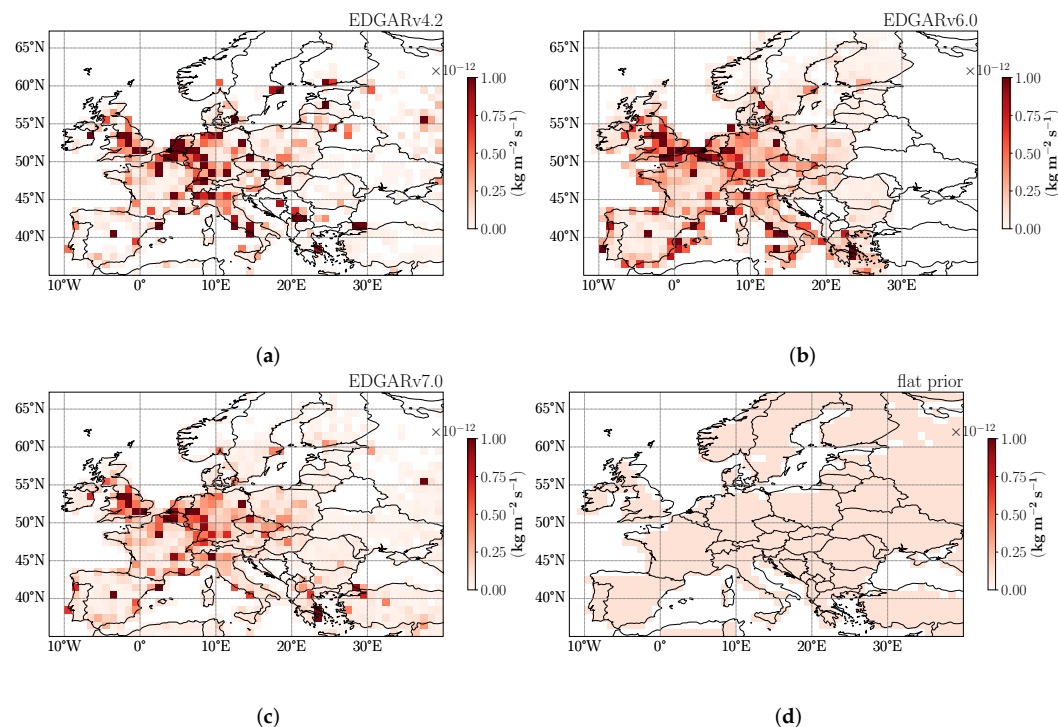 EDGARv4.2
EDGARv6.0
65°N
60°N
55°N
50°N
45°N
40°N
10°W
0°
10°E
20°E
30°E
×10−12
1.00
0.75
0.50
0.25
0.00
(kg m−2 s−1)
65°N
60°N
55°N
50°N
45°N
40°N
10°W
0°
10°E
20°E
30°E
×10−12
1.00
0.75
0.50
0.25
0.00
(kg m−2 s−1)
(a)
(b)
EDGARv7.0
flat prior
65°N
60°N
55°N
50°N
45°N
40°N
10°W
0°
10°E
20°E
30°E
×10−12
1.00
0.75
0.50
0.25
0.00
(kg m−2 s−1)
65°N
60°N
55°N
50°N
45°N
40°N
10°W
0°
10°E
20°E
30°E
×10−12
1.00
0.75
0.50
0.25
0.00
(kg m−2 s−1)
(c)
(d)